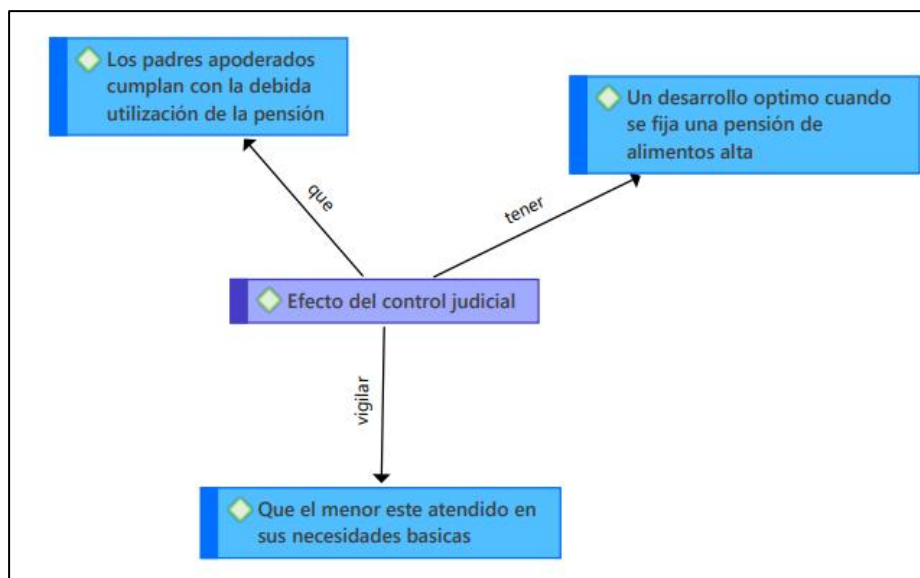 Los padres apoderados
cumplan con la debida
utilización de la pensión
Un desarrollo optimo cuando
se fija una pensión de
alimentos alta
que
tener
Efecto del control judicial
vigilar
Que el menor este atendido en
sus necesidades basicas